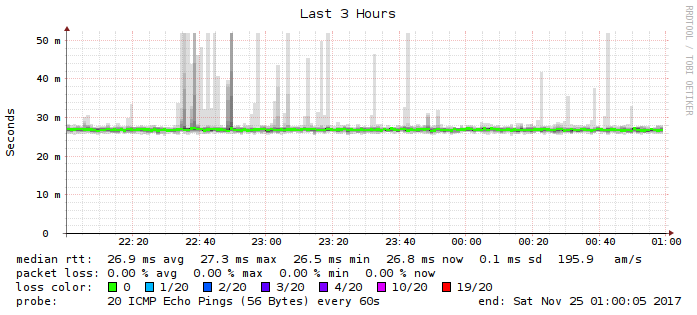 Last 3 Hours
RRDTOOL / TOBI OETIKER
Seconds
50 m
40 m
30 m
20 m
10 m
0
22:20 22:40 23:00 23:20 23:40 00:00 00:20 00:40 01:00
median rtt: 26.9 ms avg 27.3 ms max 26.5 ms min 26.8 ms now 0.1 ms sd 195.9 am/s
packet loss: 0.00 % avg 0.00 % max 0.00 % min 0.00 % now
loss color: 0 1/20 2/20 3/20 4/20 10/20 19/20
probe: 20 ICMP Echo Pings (56 Bytes) every 60s end: Sat Nov 25 01:00:05 2017